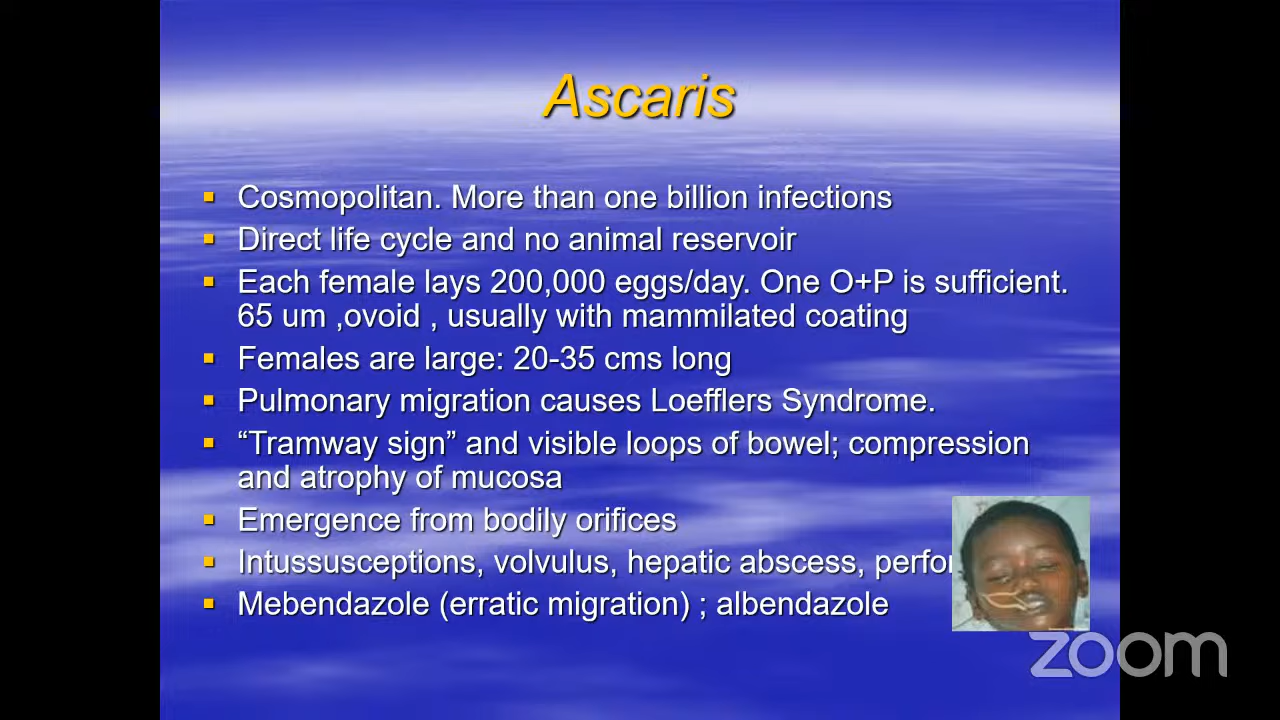 Ascaris
Cosmopolitan. More than one billion infections
Direct life cycle and no animal reservoir
Each female lays 200,000 eggs/day. One O+P is sufficient.
65 um ,ovoid , usually with mammilated coating
Females are large: 20-35 cms long
Pulmonary migration causes Loefflers Syndrome.
“Tramway sign” and visible loops of bowel; compression
and atrophy of mucosa
Emergence from bodily orifices
Intussusceptions, volvulus, hepatic abscess,
Mebendazole (erratic migration) ; albendazole
zoom